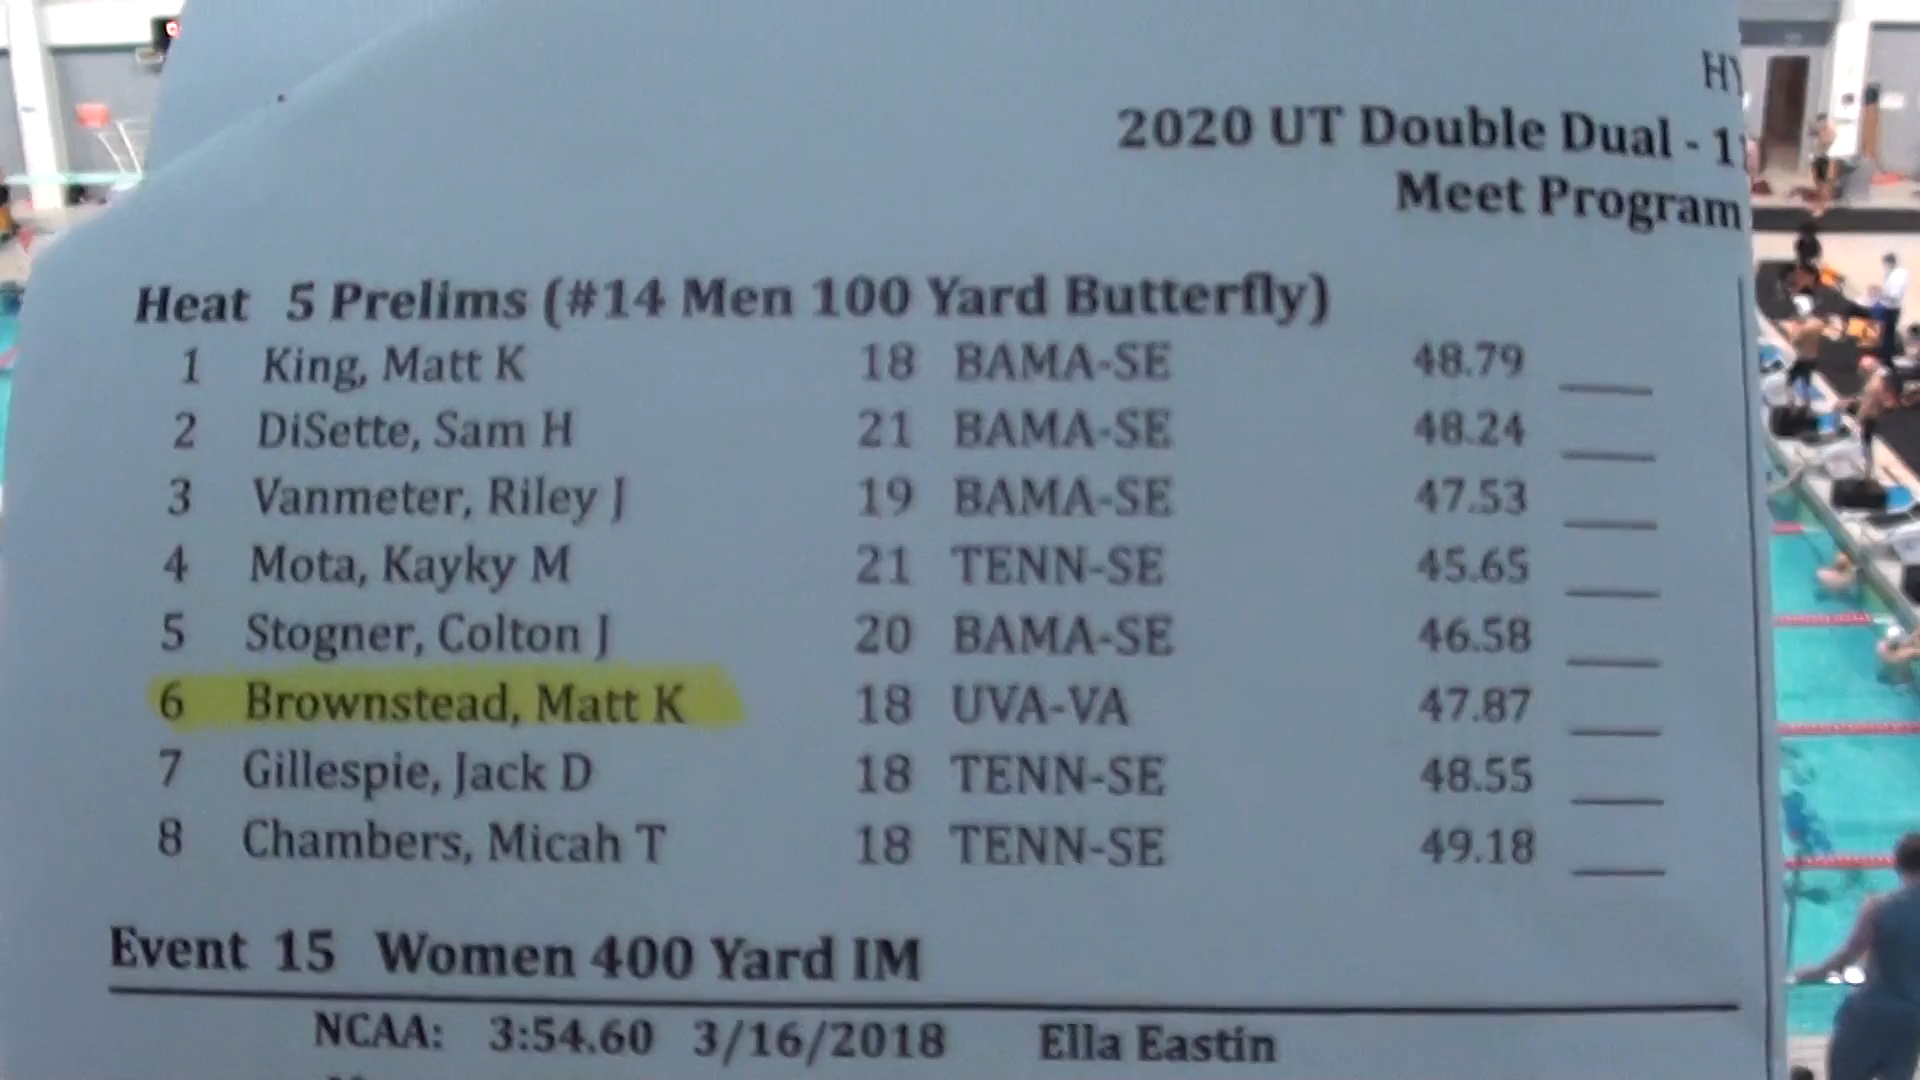 2020 UT Double Dual -
Meet Program
Heat 5 Prelims (#14 Men 100 Yard Butterfly)
1 King, Matt K 18 BAMA-SE 48.79
2 DiSette, Sam H 21 BAMA-SE 48.24
3 Vanmeter, Riley J 19 BAMA-SE 47.53
4 Mota, Kayky M 21 TENN-SE 45.65
5 Stogner, Colton J 20 BAMA-SE 46.58
6 Brownstead, Matt K 18 UVA-VA 47.87
7 Gillespie, Jack D 18 TENN-SE 48.55
8 Chambers, Micah T 18 TENN-SE 49.18
Event 15 Women 400 Yard IM
NCAA: 3:54.60 3/16/2018 Ella Eastin